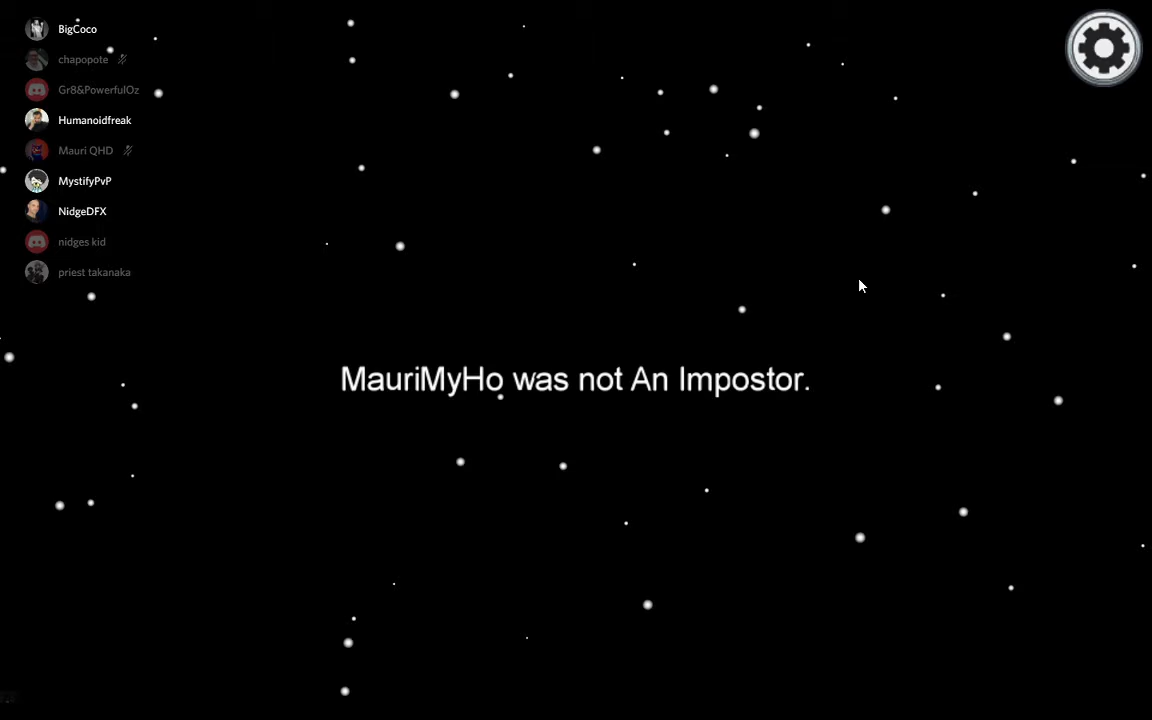 BigCoco
chapopote
Gr8&PowerfulOz
Humanoidfreak
Mauri QHD
MystifyPvP
NidgeDFX
nidges kid
priest takanaka
MauriMyHo was not An Impostor.